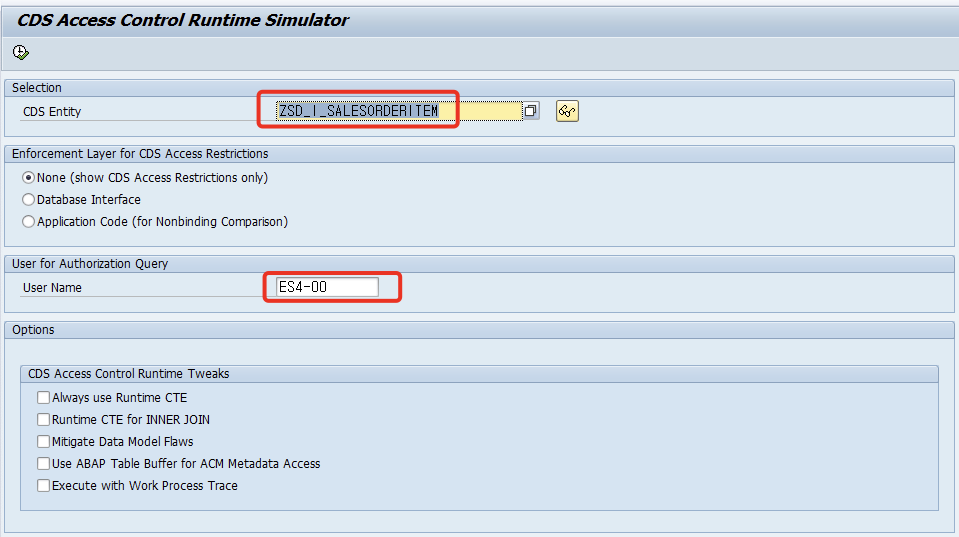 CDS Access Control Runtime Simulator
Selection
CDS Entity ZSD_I_SALESORDERITEM
Enforcement Layer for CDS Access Restrictions
None (show CDS Access Restrictions only)
Database Interface
Application Code (for Nonbinding Comparison)
User for Authorization Query
User Name ES4-00
Options
CDS Access Control Runtime Tweaks
Always use Runtime CTE
Runtime CTE for INNER JOIN
Mitigate Data Model Flaws
Use ABAP Table Buffer for ACM Metadata Access
Execute with Work Process Trace